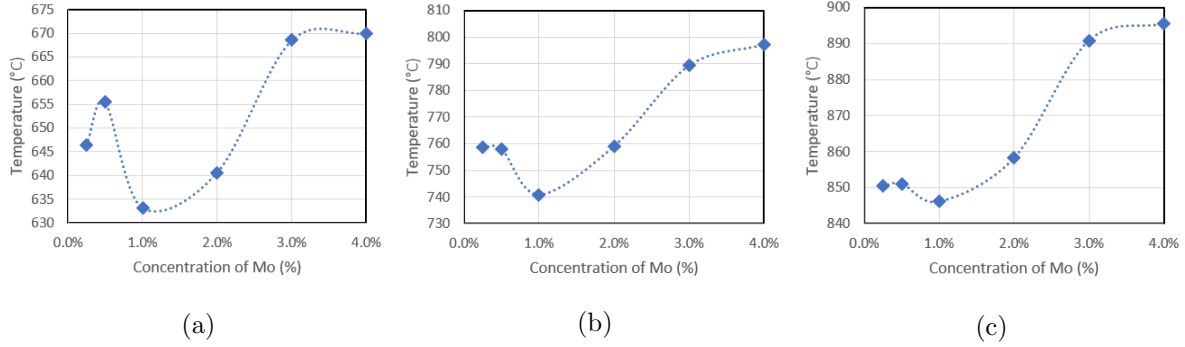 675
670
665
660
655
650
645
640
635
630
Temperature (°C)
0.0% 1.0% 2.0% 3.0% 4.0%
Concentration of Mo (%)
(a)
810
800
790
780
770
760
750
740
730
Temperature (°C)
0.0% 1.0% 2.0% 3.0% 4.0%
Concentration of Mo (%)
(b)
900
890
880
870
860
850
840
Temperature (°C)
0.0% 1.0% 2.0% 3.0% 4.0%
Concentration of Mo (%)
(c)